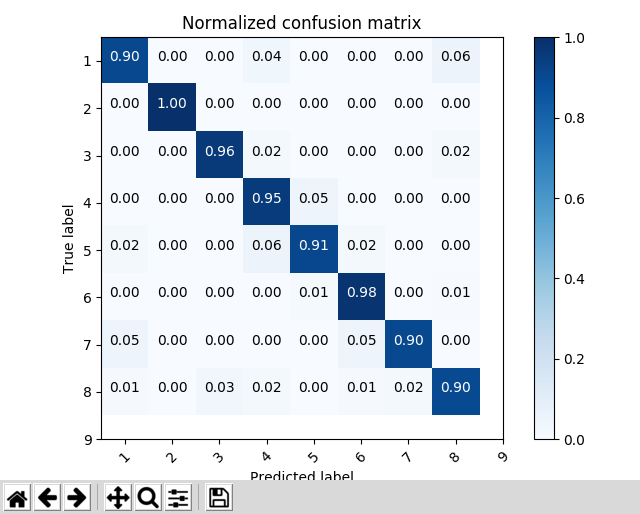 Normalized confusion matrix
1 0.90 0.00 0.00 0.04 0.00 0.00 0.00 0.06
2 0.00 1.00 0.00 0.00 0.00 0.00 0.00 0.00
3 0.00 0.00 0.96 0.02 0.00 0.00 0.00 0.02
4 0.00 0.00 0.00 0.95 0.05 0.00 0.00 0.00
5 0.02 0.00 0.00 0.06 0.91 0.02 0.00 0.00
6 0.00 0.00 0.00 0.00 0.01 0.98 0.00 0.01
7 0.05 0.00 0.00 0.00 0.00 0.05 0.90 0.00
8 0.01 0.00 0.03 0.02 0.00 0.01 0.02 0.90
9
1 2 3 4 5 6 7 8 9
True label
Predicted label
1.0
0.8
0.6
0.4
0.2
0.0